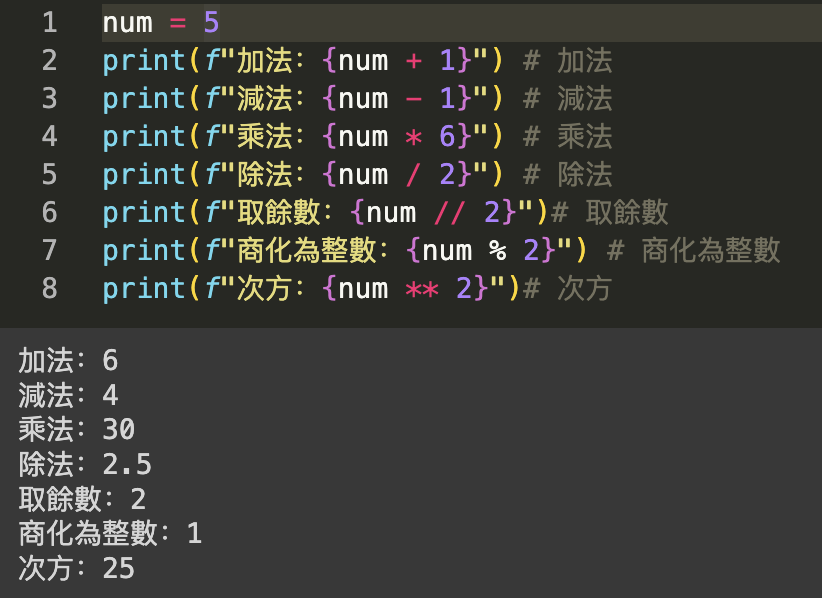 1 num = 5
2 print(f"加法: {num + 1}") # 加法
3 print(f"減法: {num - 1}") # 減法
4 print(f"乘法: {num * 6}") # 乘法
5 print(f"除法: {num / 2}") # 除法
6 print(f"取餘數: {num // 2}")# 取餘數
7 print(f"商化為整數: {num % 2}") # 商化為整數
8 print(f"次方: {num ** 2}")# 次方
加法: 6
減法: 4
乘法: 30
除法: 2.5
取餘數: 2
商化為整數: 1
次方: 25